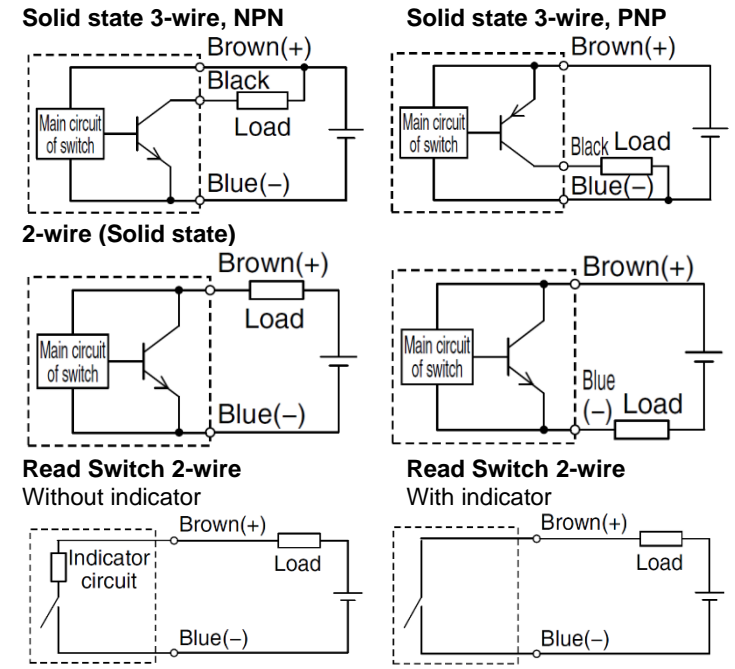 Solid state 3-wire, NPN
Brown(+)
Black
Main circuit
of switch
Load
Blue(–)
Solid state 3-wire, PNP
Brown(+)
Main circuit
of switch
Black Load
Blue(–)
2-wire (Solid state)
Brown(+)
Load
Main circuit
of switch
Blue(–)
Brown(+)
Main circuit
of switch
Blue
(–) Load
Read Switch 2-wire
Without indicator
Brown(+)
Indicator
circuit
Load
Blue(–)
Read Switch 2-wire
With indicator
Brown(+)
Load
Blue(–)